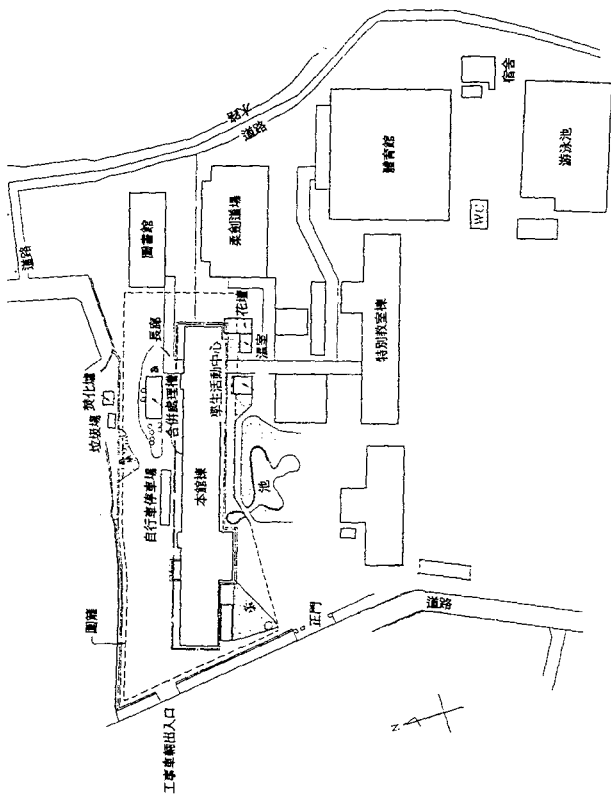 水路
道路
宿舍
體育館
游泳池
WC
道路
圖書館
柔劍道場
特別教室棟
長廊
花壇
溫室
焚化爐
垃圾場
合併處理槽
學生活動中心
自行車停車場
本館棟
池
圍籬
正門
道路
工事車輛出入口
N